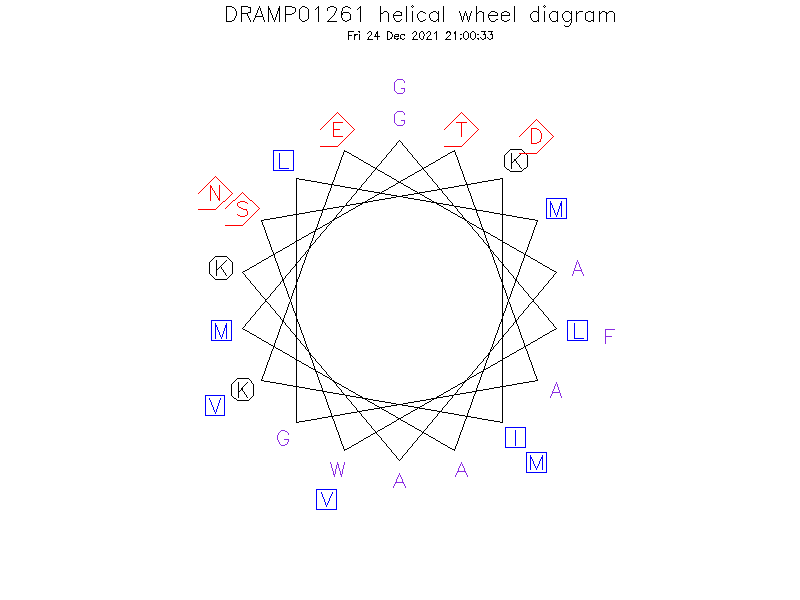 DRAMP01261 helical wheel diagram
Fri 24 Dec 2021 21:00:33
G
G
E
T
D
L
K
N
S
M
K
A
M
L
F
K
A
V
G
I
M
W
A
A
V